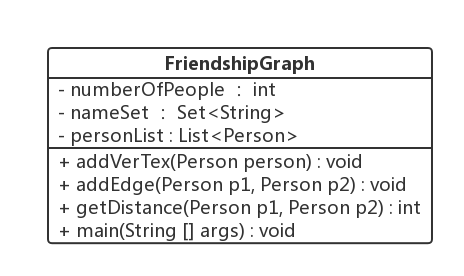 FriendshipGraph
- numberOfPeople : int
- nameSet : Set<String>
- personList : List<Person>
+ addVerTex(Person person) : void
+ addEdge(Person p1, Person p2) : void
+ getDistance(Person p1, Person p2) : int
+ main(String [] args) : void